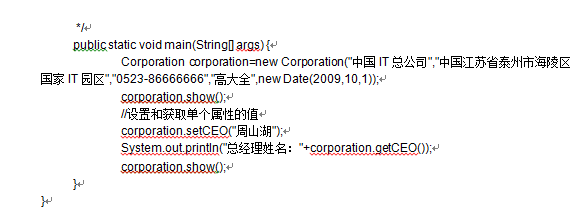 */
public static void main(String[] args) {
Corporation corporation=new Corporation("中国 IT 总公司","中国江苏省泰州市海陵区
国家 IT 园区","0523-86666666","高大全",new Date(2009,10,1));
corporation.show();
//设置和获取单个属性的值
corporation.setCEO("周山湖");
System.out.println("总经理姓名："+corporation.getCEO());
corporation.show();
}
}